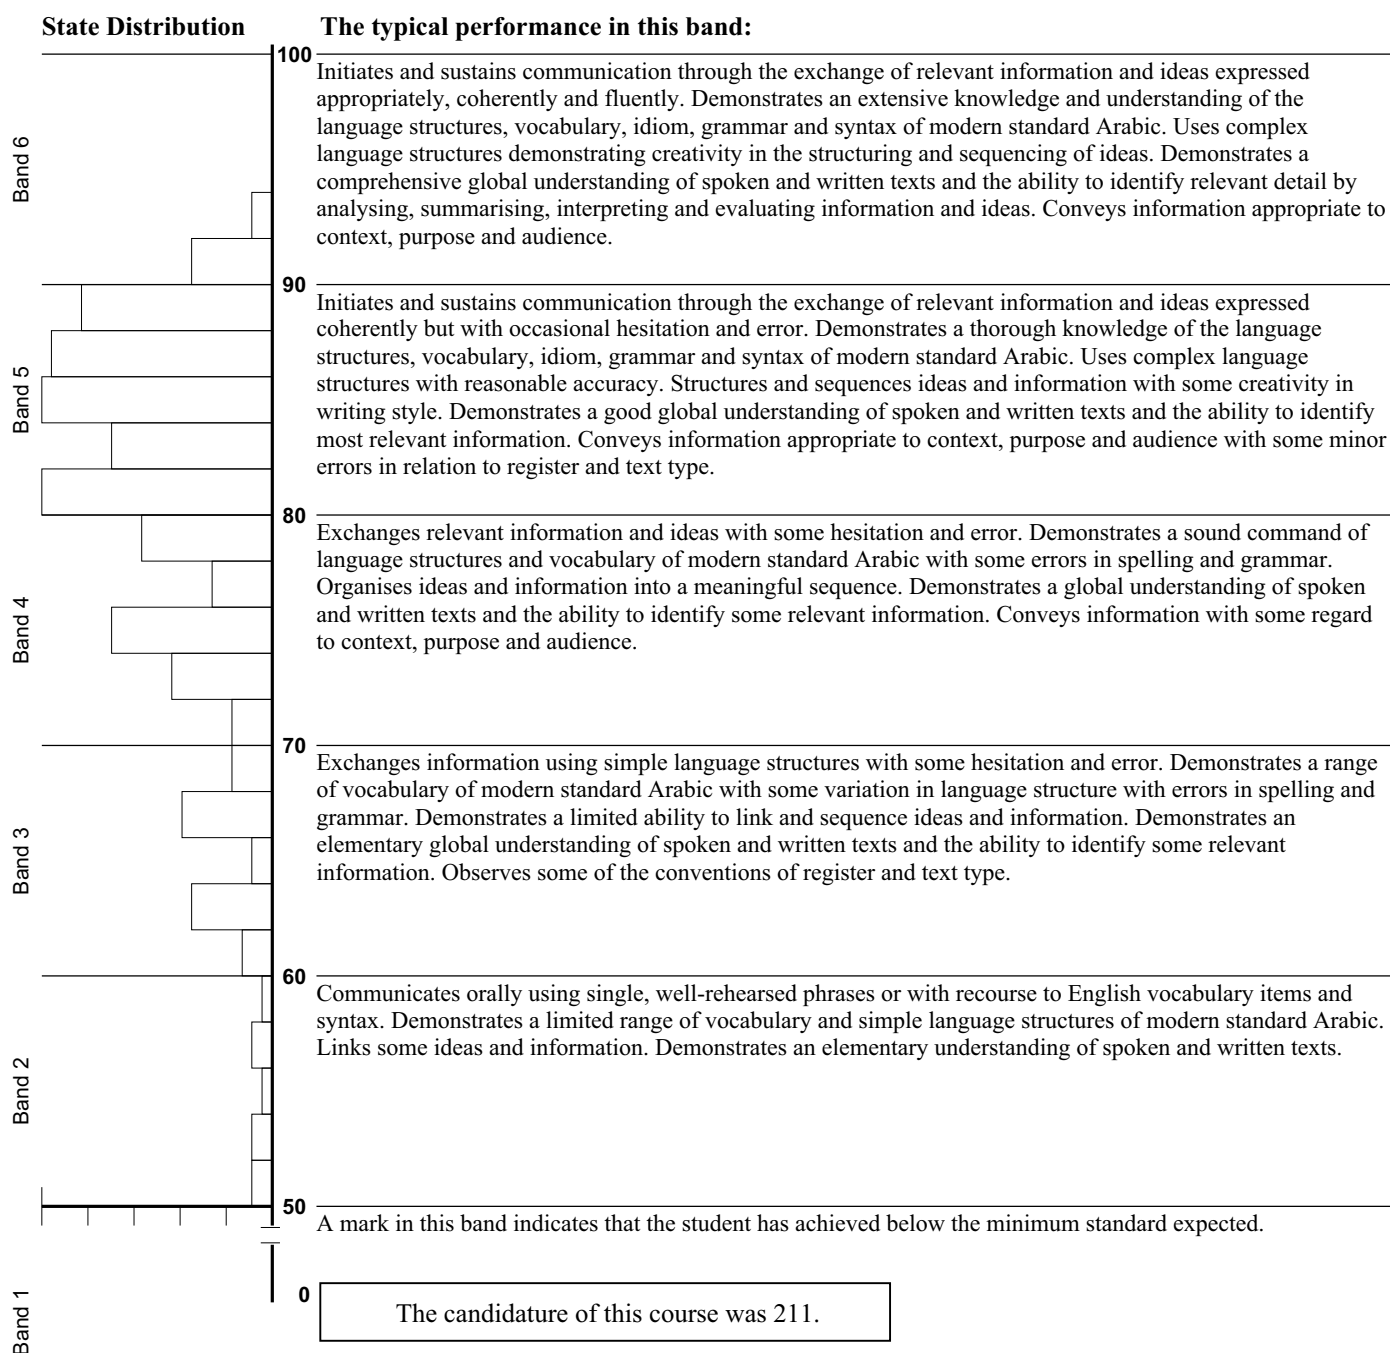 State Distribution
The typical performance in this band:
100
Band 6
Initiates and sustains communication through the exchange of relevant information and ideas expressed
appropriately, coherently and fluently. Demonstrates an extensive knowledge and understanding of the
language structures, vocabulary, idiom, grammar and syntax of modern standard Arabic. Uses complex
language structures demonstrating creativity in the structuring and sequencing of ideas. Demonstrates a
comprehensive global understanding of spoken and written texts and the ability to identify relevant detail by
analysing, summarising, interpreting and evaluating information and ideas. Conveys information appropriate to
context, purpose and audience.
90
Band 5
Initiates and sustains communication through the exchange of relevant information and ideas expressed
coherently but with occasional hesitation and error. Demonstrates a thorough knowledge of the language
structures, vocabulary, idiom, grammar and syntax of modern standard Arabic. Uses complex language
structures with reasonable accuracy. Structures and sequences ideas and information with some creativity in
writing style. Demonstrates a good global understanding of spoken and written texts and the ability to identify
most relevant information. Conveys information appropriate to context, purpose and audience with some minor
errors in relation to register and text type.
80
Band 4
Exchanges relevant information and ideas with some hesitation and error. Demonstrates a sound command of
language structures and vocabulary of modern standard Arabic with some errors in spelling and grammar.
Organises ideas and information into a meaningful sequence. Demonstrates a global understanding of spoken
and written texts and the ability to identify some relevant information. Conveys information with some regard
to context, purpose and audience.
70
Band 3
Exchanges information using simple language structures with some hesitation and error. Demonstrates a range
of vocabulary of modern standard Arabic with some variation in language structure with errors in spelling and
grammar. Demonstrates a limited ability to link and sequence ideas and information. Demonstrates an
elementary global understanding of spoken and written texts and the ability to identify some relevant
information. Observes some of the conventions of register and text type.
60
Band 2
Communicates orally using single, well-rehearsed phrases or with recourse to English vocabulary items and
syntax. Demonstrates a limited range of vocabulary and simple language structures of modern standard Arabic.
Links some ideas and information. Demonstrates an elementary understanding of spoken and written texts.
50
A mark in this band indicates that the student has achieved below the minimum standard expected.
Band 1
0
The candidature of this course was 211.